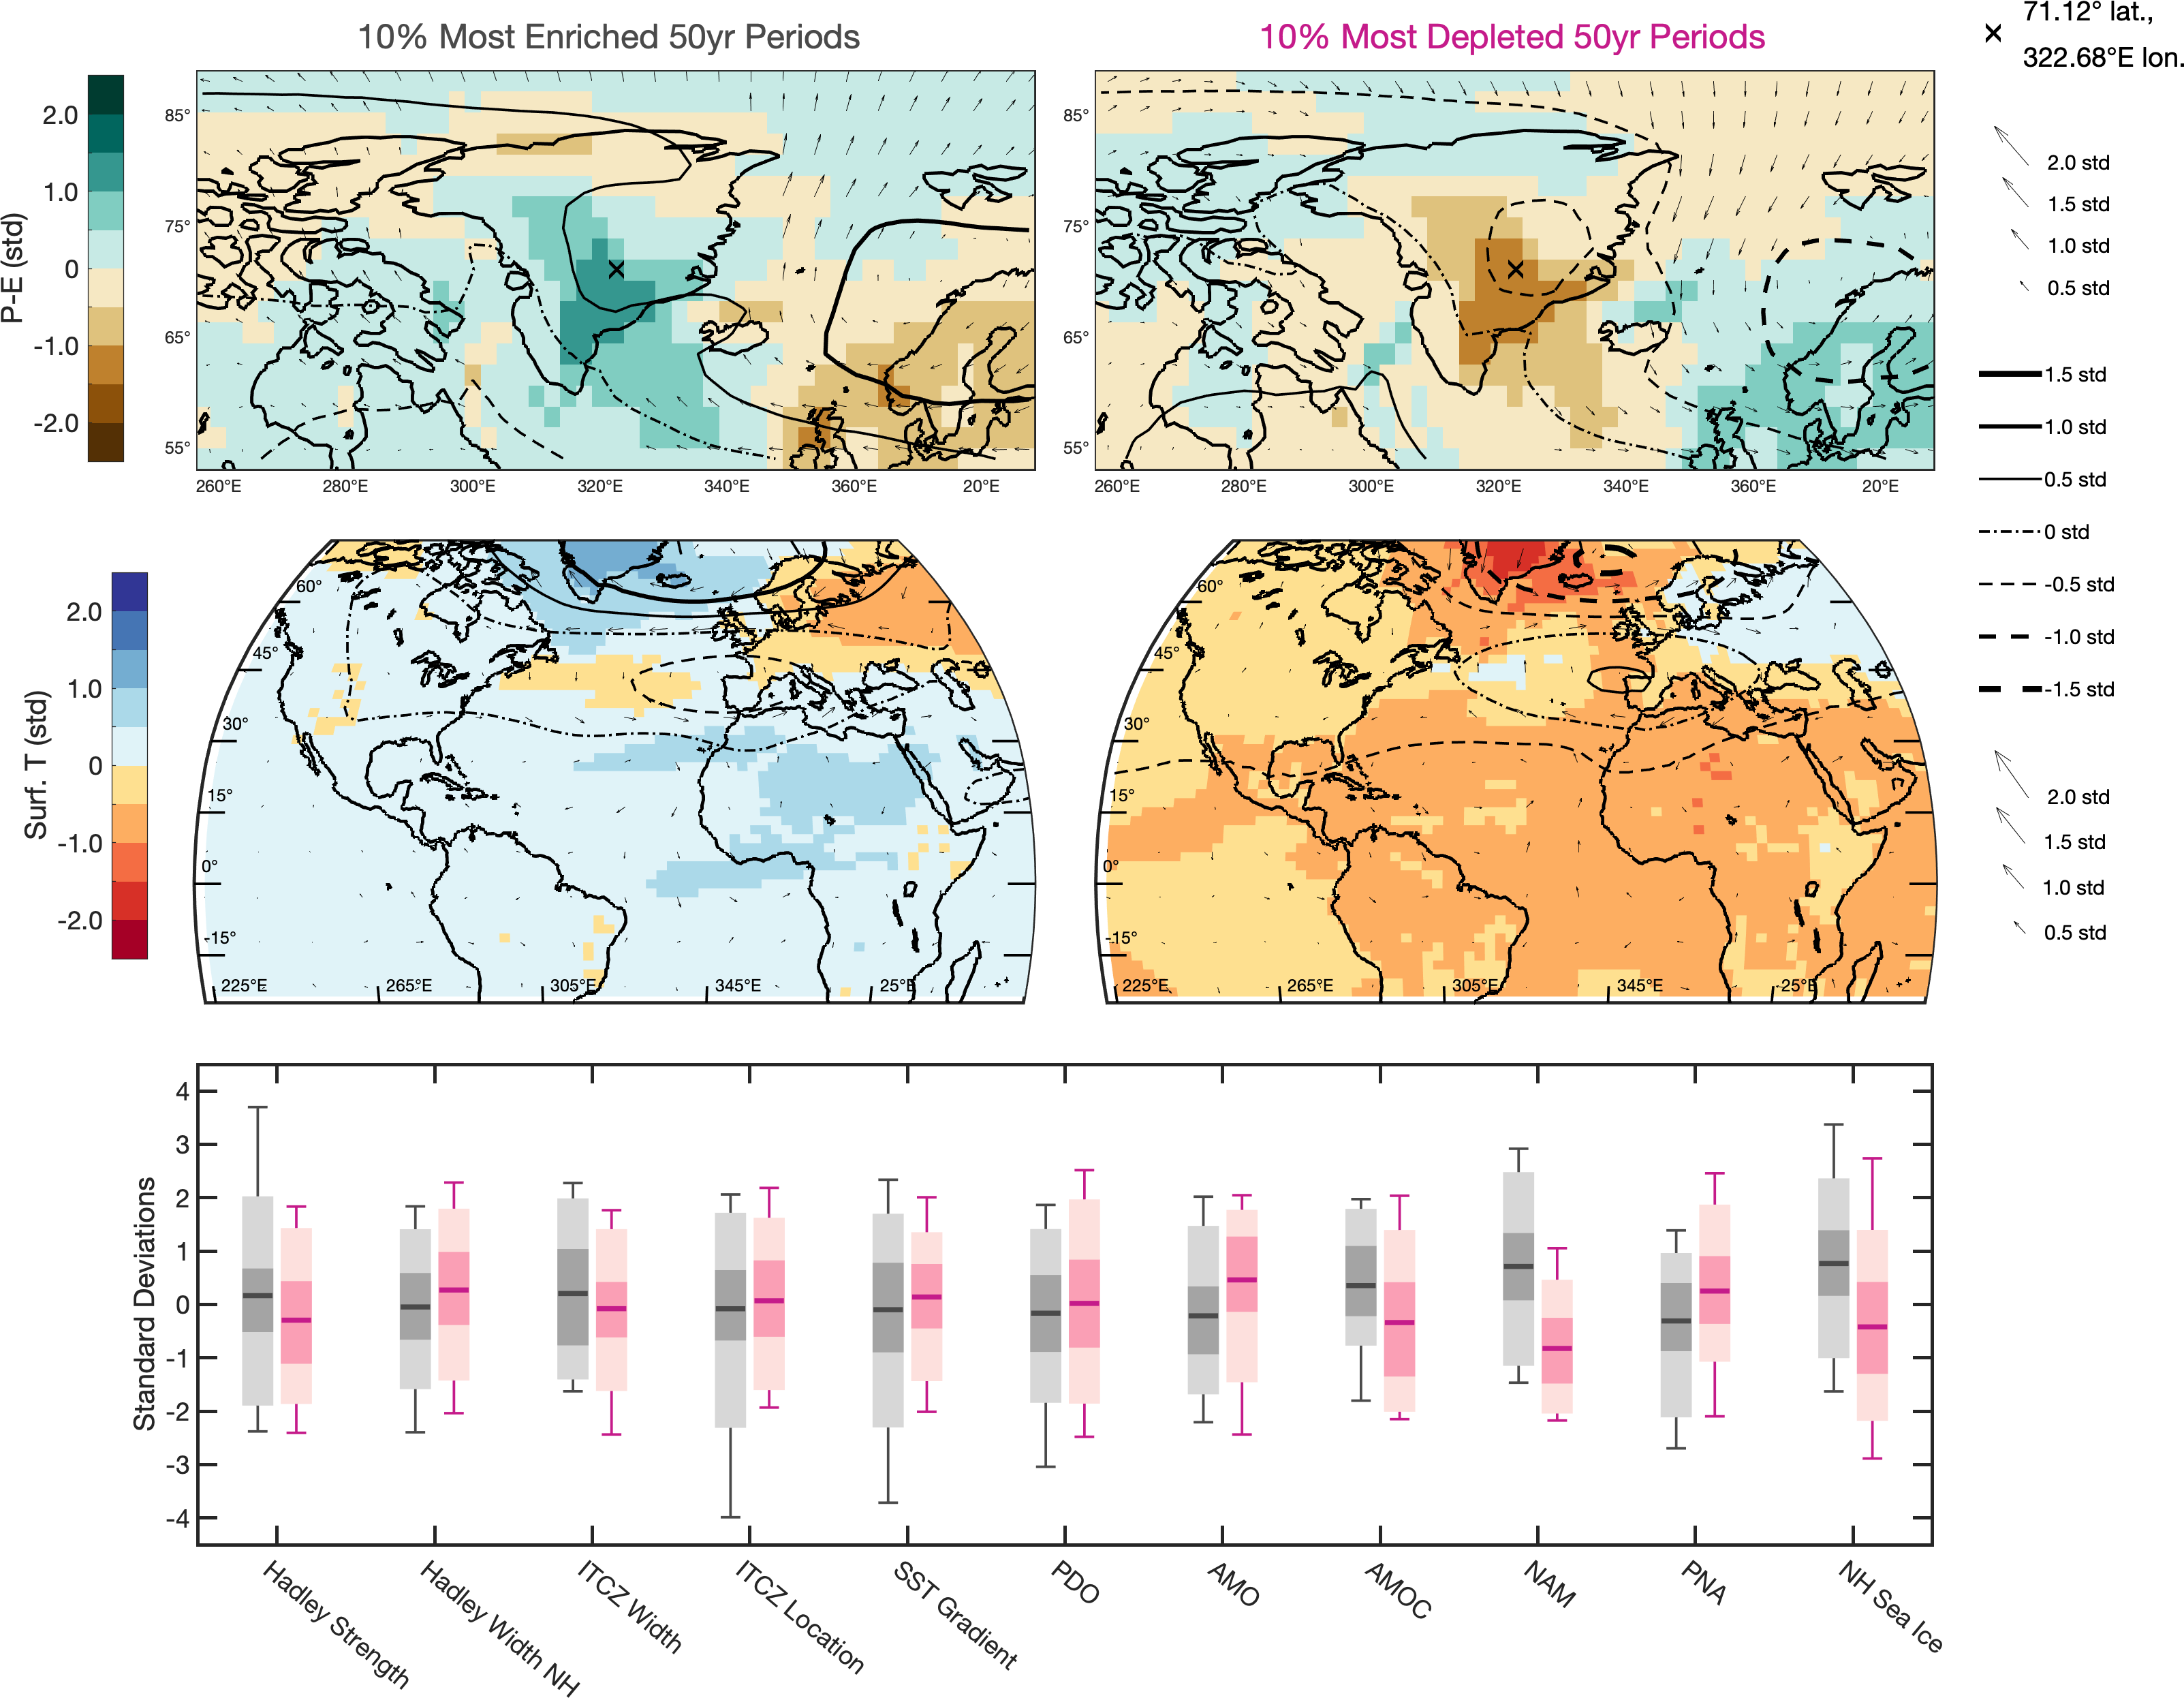 10% Most Enriched 50yr Periods
10% Most Depleted 50yr Periods
71.12° lat.,
322.68°E lon.
P-E (std)
2.0
1.0
0
-1.0
-2.0
85°
75°
65°
55°
260°E 280°E 300°E 320°E 340°E 360°E 20°E
85°
75°
65°
55°
260°E 280°E 300°E 320°E 340°E 360°E 20°E
2.0 std
1.5 std
1.0 std
0.5 std
1.5 std
1.0 std
0.5 std
0 std
-0.5 std
-1.0 std
-1.5 std
Surf. T (std)
2.0
1.0
0
-1.0
-2.0
60°
45°
30°
15°
0°
-15°
225°E 265°E 305°E 345°E 25°E
60°
45°
30°
15°
0°
-15°
225°E 265°E 305°E 345°E 25°E
2.0 std
1.5 std
1.0 std
0.5 std
Standard Deviations
4
3
2
1
0
-1
-2
-3
-4
Hadley Strength
Hadley Width NH
ITCZ Width
ITCZ Location
SST Gradient
PDO
AMO
AMOC
NAM
PNA
NH Sea Ice